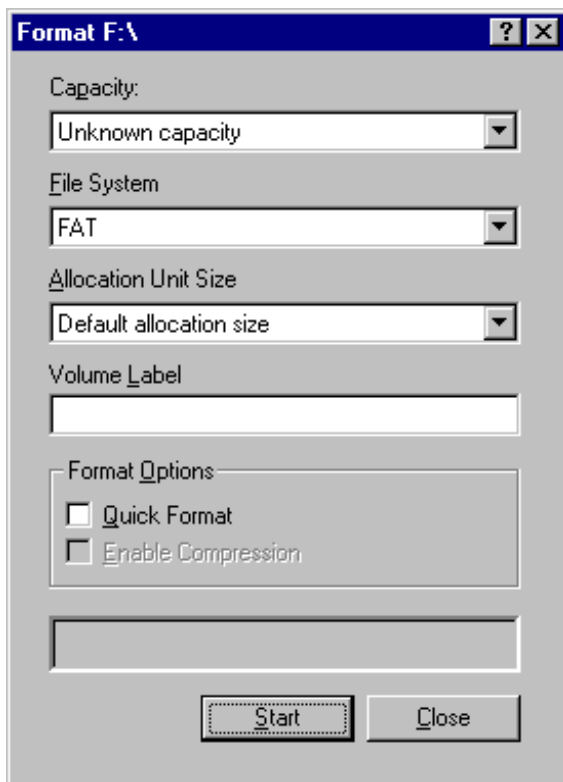 Format F:\
Capacity:
Unknown capacity
File System
FAT
Allocation Unit Size
Default allocation size
Volume Label
Format Options
Quick Format
Enable Compression
Start
Close